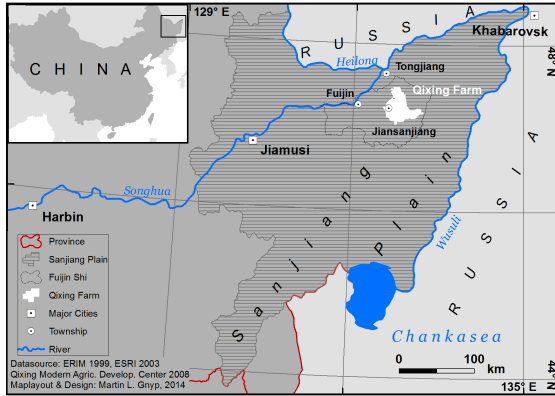 129° E
RUSSIA
Khabarovsk
48° N
CHINA
Heilong
Tongjiang
Qixing Farm
Fuijin
Jiansanjiang
Jiamusi
Songhua
Harbin
Sanjiang Plain
Wusuli
RUSSIA
Province
Sanjiang Plain
Fuijin Shi
Qixing Farm
Major Cities
Township
River
Chankasea
0 100
km
Datasource: ERIM 1999, ESRI 2003
Qixing Modern Agric. Develop. Center 2008
Maplayout & Design: Martin L. Gnyp, 2014
135° E
44° N